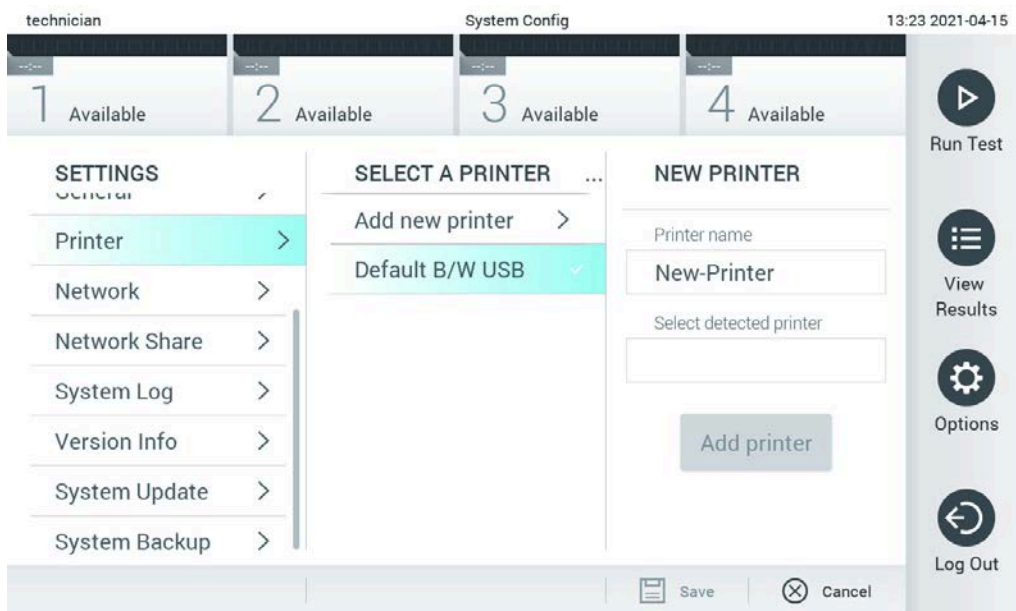 technician
System Config
13:23 2021-04-15
--:--
--:--
--:--
--:--
1 Available
2 Available
3 Available
4 Available
SETTINGS
General
Printer
Network
Network Share
System Log
Version Info
System Update
System Backup
SELECT A PRINTER ...
Add new printer
Default B/W USB
NEW PRINTER
Printer name
New-Printer
Select detected printer
Add printer
Run Test
View
Results
Options
Log Out
Save
Cancel